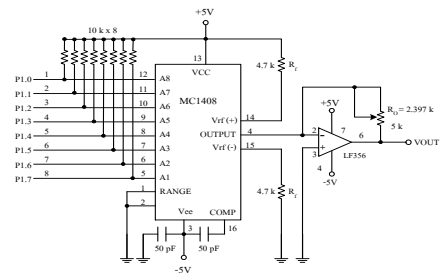 +5V
10 k x 8
13
VCC
4.7 k
R_r
P1.0 1 12 A8
P1.1 2 11 A7
P1.2 3 10 A6
P1.3 4 9 A5
P1.4 5 8 A4
P1.5 6 7 A3
P1.6 7 6 A2
P1.7 8 5 A1
MC1408
Vrf (+) 14
OUTPUT 4
Vrf (-) 15
1 RANGE
2
Vee
COMP
3
16
50 pF
50 pF
-5V
4.7 k
R_r
+5V
2
7
3
4
6
LF356
-5V
R_O = 2.397 k
5 k
VOUT